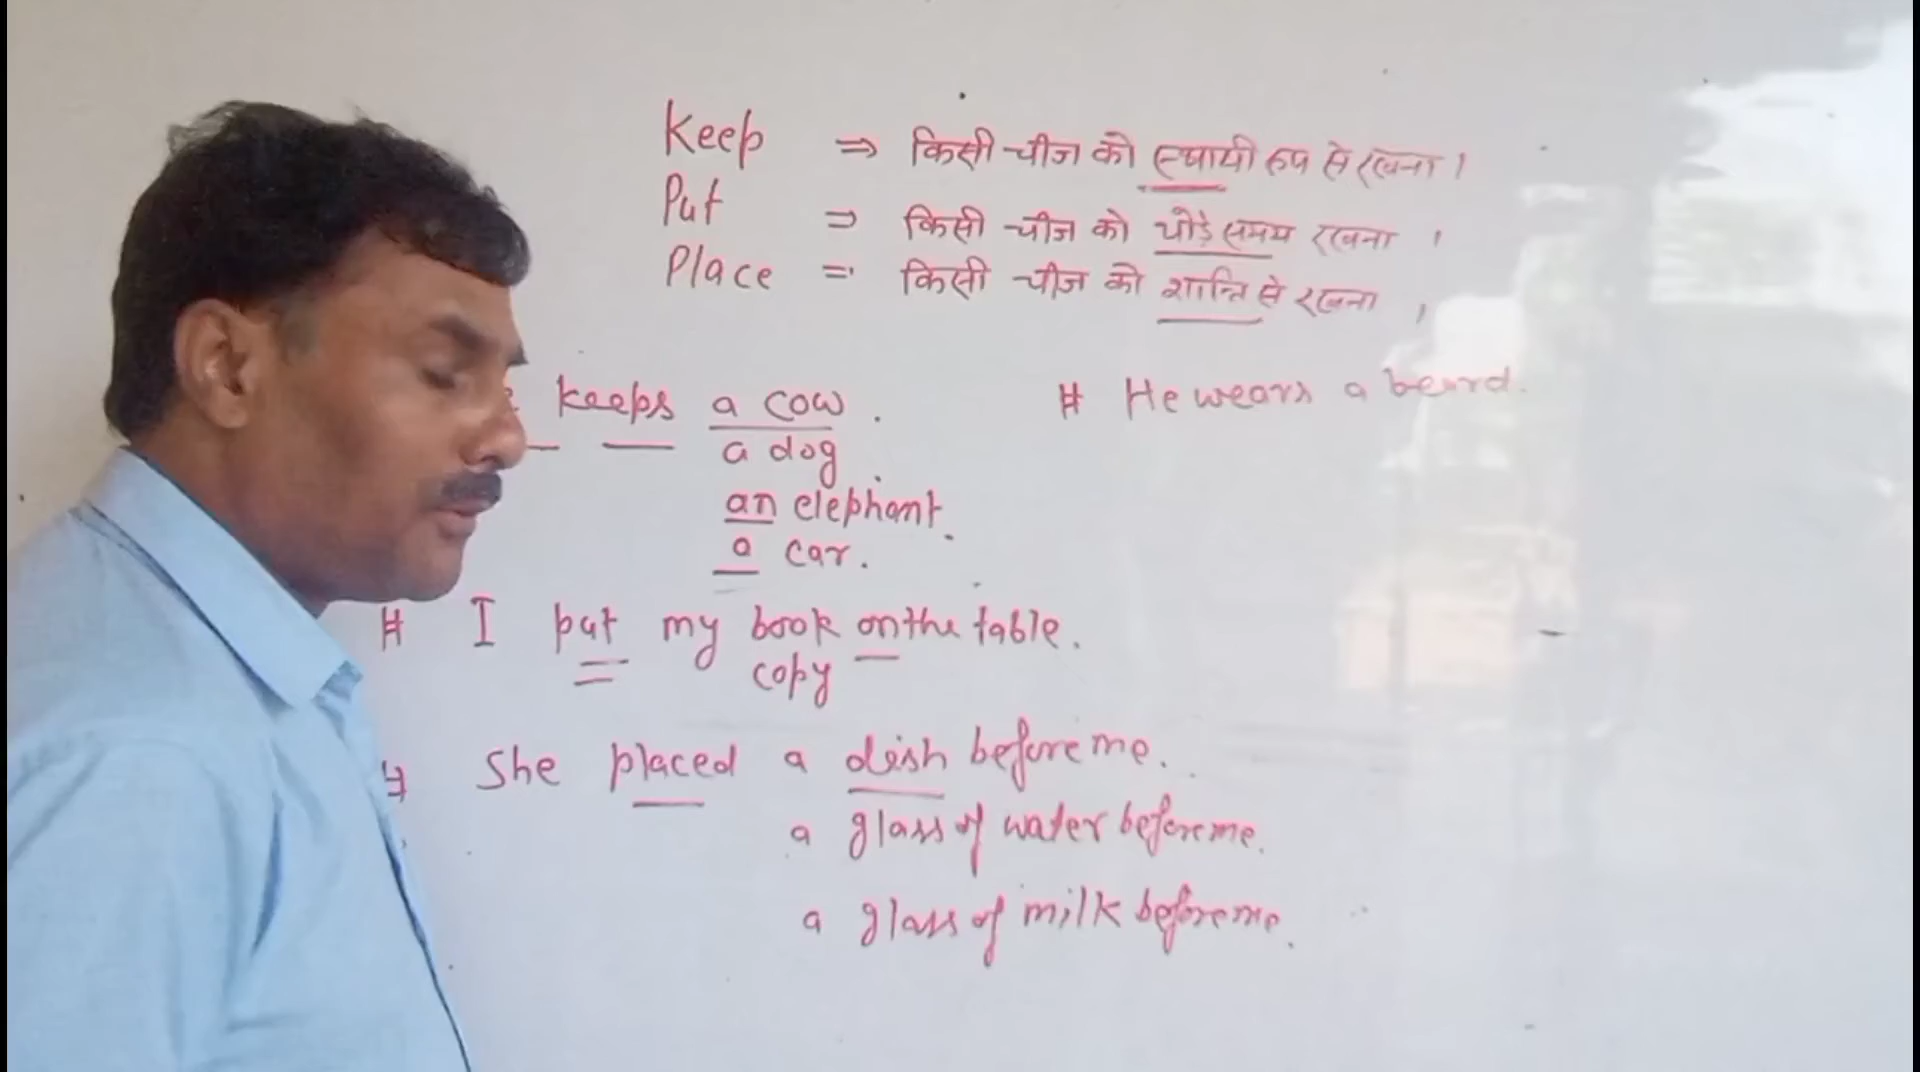 Keep ⇒ किसी चीज को स्थायी रुप से रखना।
Put ⇒ किसी चीज को थोड़े समय रखना।
Place = किसी चीज को शान्ति से रखना,
keeps a cow.
# He wears a beard.
a dog.
an elephant.
a car.
# I put my book on the table.
copy
# She placed a dish before me.
a glass of water before me.
a glass of milk before me.